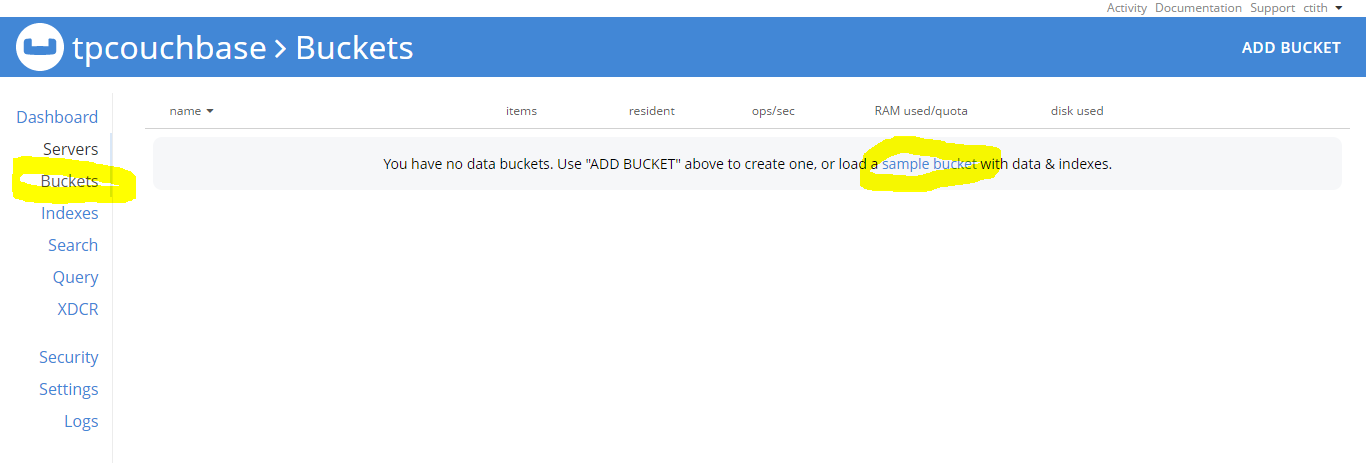 Activity Documentation Support ctith
tpcouchbase > Buckets
ADD BUCKET
Dashboard
Servers
Buckets
Indexes
Search
Query
XDCR
Security
Settings
Logs
name items resident ops/sec RAM used/quota disk used
You have no data buckets. Use "ADD BUCKET" above to create one, or load a sample bucket with data & indexes.